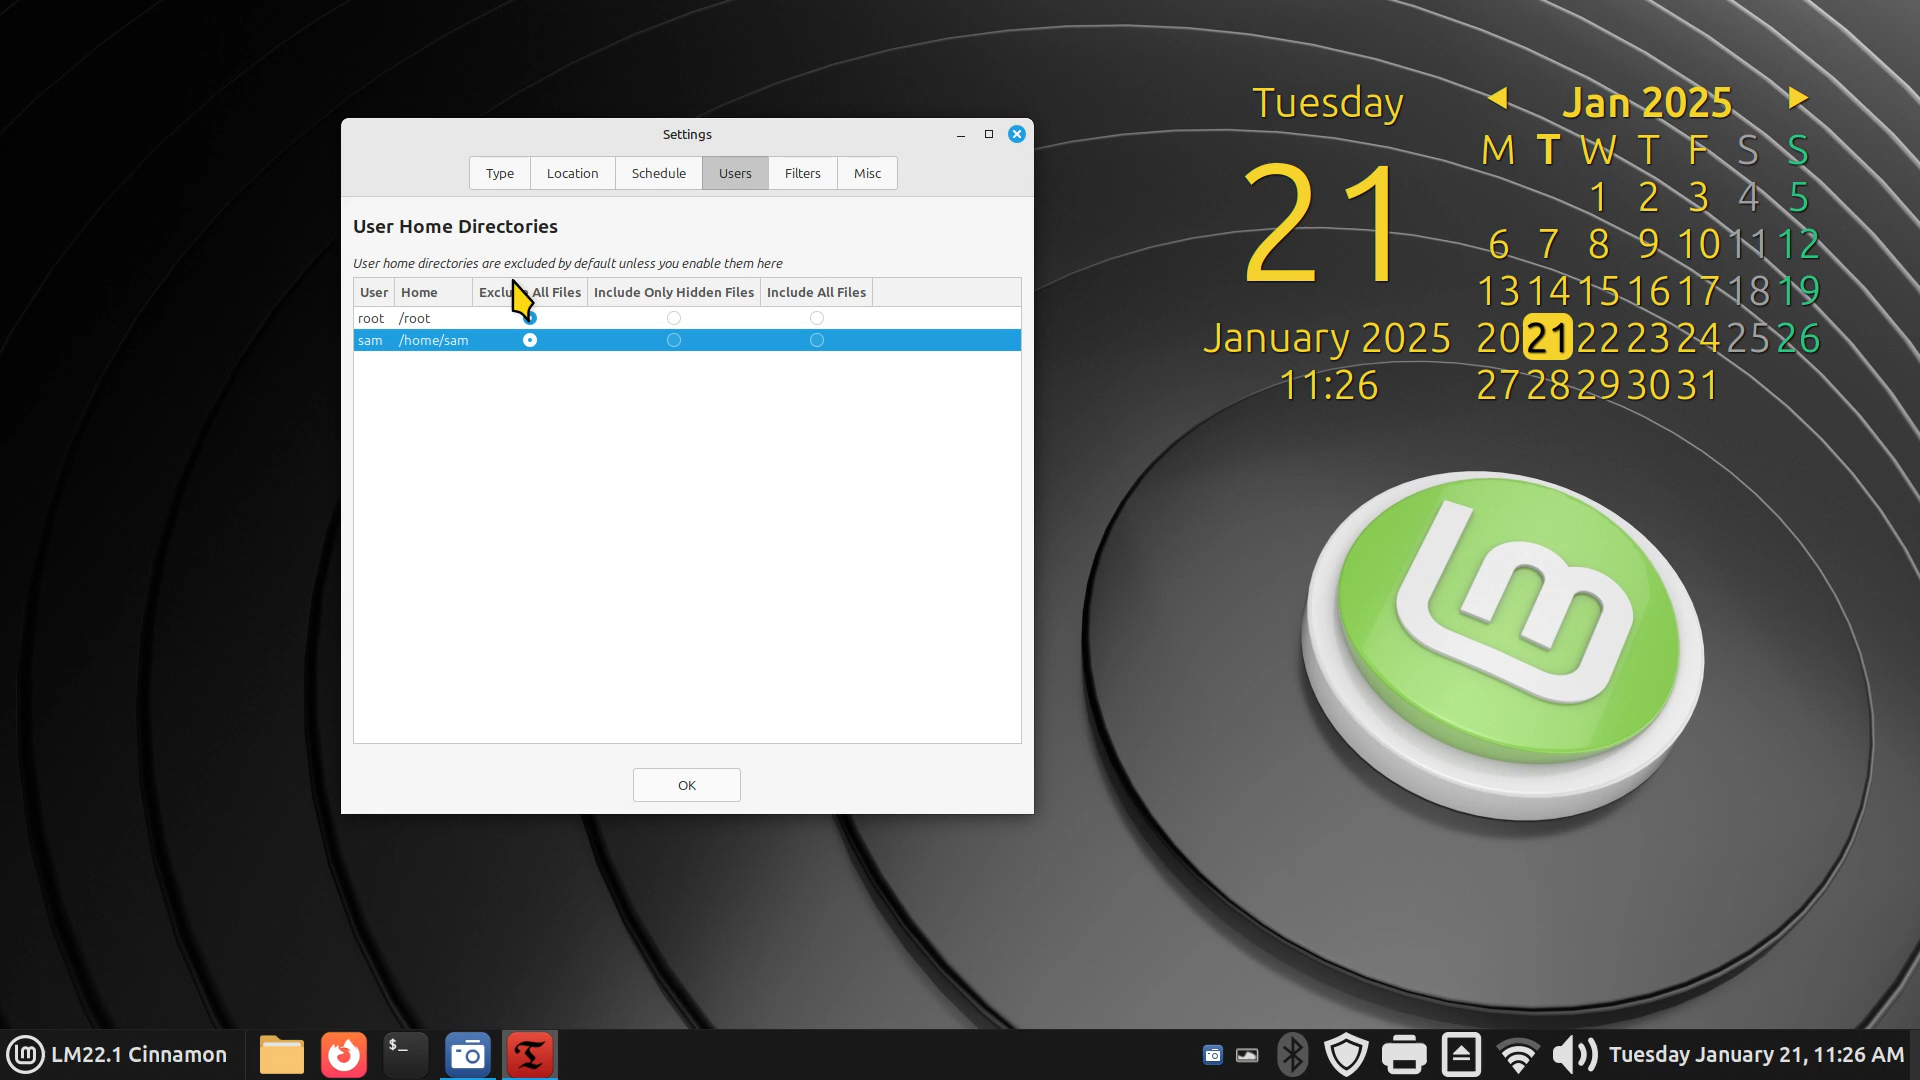 Settings
Type Location Schedule Users Filters Misc
User Home Directories
User home directories are excluded by default unless you enable them here
User Home All Files Include Only Hidden Files Include All Files
root /root
sam /home/sam
OK
Tuesday
21
January 2025
11:26
Jan 2025
M T W T F S S
1 2 3 4 5
6 7 8 9 10 11 12
13 14 15 16 17 18 19
20 21 22 23 24 25 26
27 28 29 30 31
LM22.1 Cinnamon
$_
Tuesday January 21, 11:26 AM